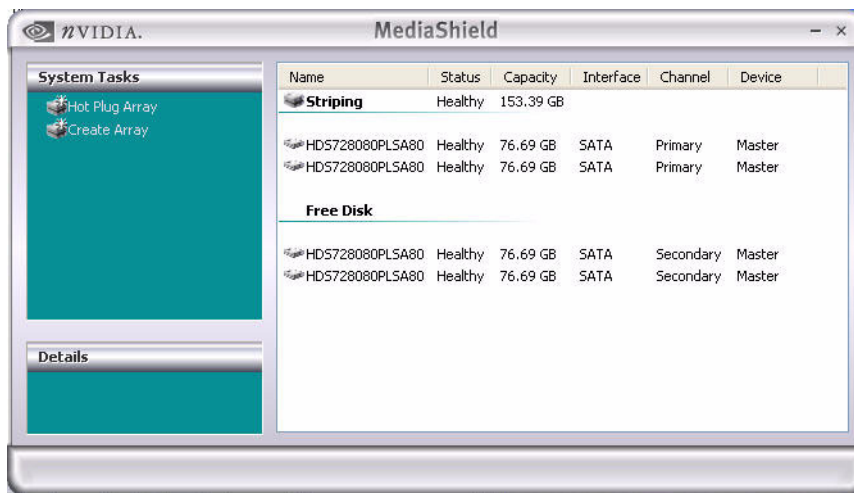 nVIDIA. MediaShield
System Tasks
Hot Plug Array
Create Array
Details
Name Status Capacity Interface Channel Device
Striping Healthy 153.39 GB
HDS728080PLSA80 Healthy 76.69 GB SATA Primary Master
HDS728080PLSA80 Healthy 76.69 GB SATA Primary Master
Free Disk
HDS728080PLSA80 Healthy 76.69 GB SATA Secondary Master
HDS728080PLSA80 Healthy 76.69 GB SATA Secondary Master